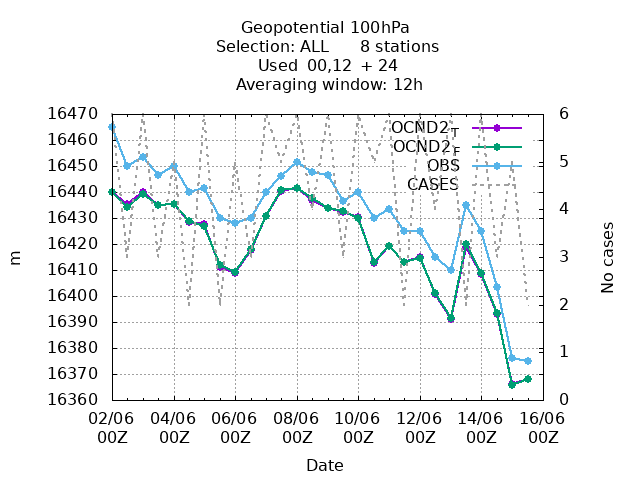 Geopotential 100hPa
Selection: ALL      8 stations
Used  00,12  + 24
Averaging window: 12h
16470
16460
16450
16440
16430
16420
16410
16400
16390
16380
16370
16360
m
6
5
4
3
2
1
0
No cases
OCND2_T
OCND2_F
OBS
CASES
02/06 04/06 06/06 08/06 10/06 12/06 14/06 16/06
00Z 00Z 00Z 00Z 00Z 00Z 00Z 00Z
Date